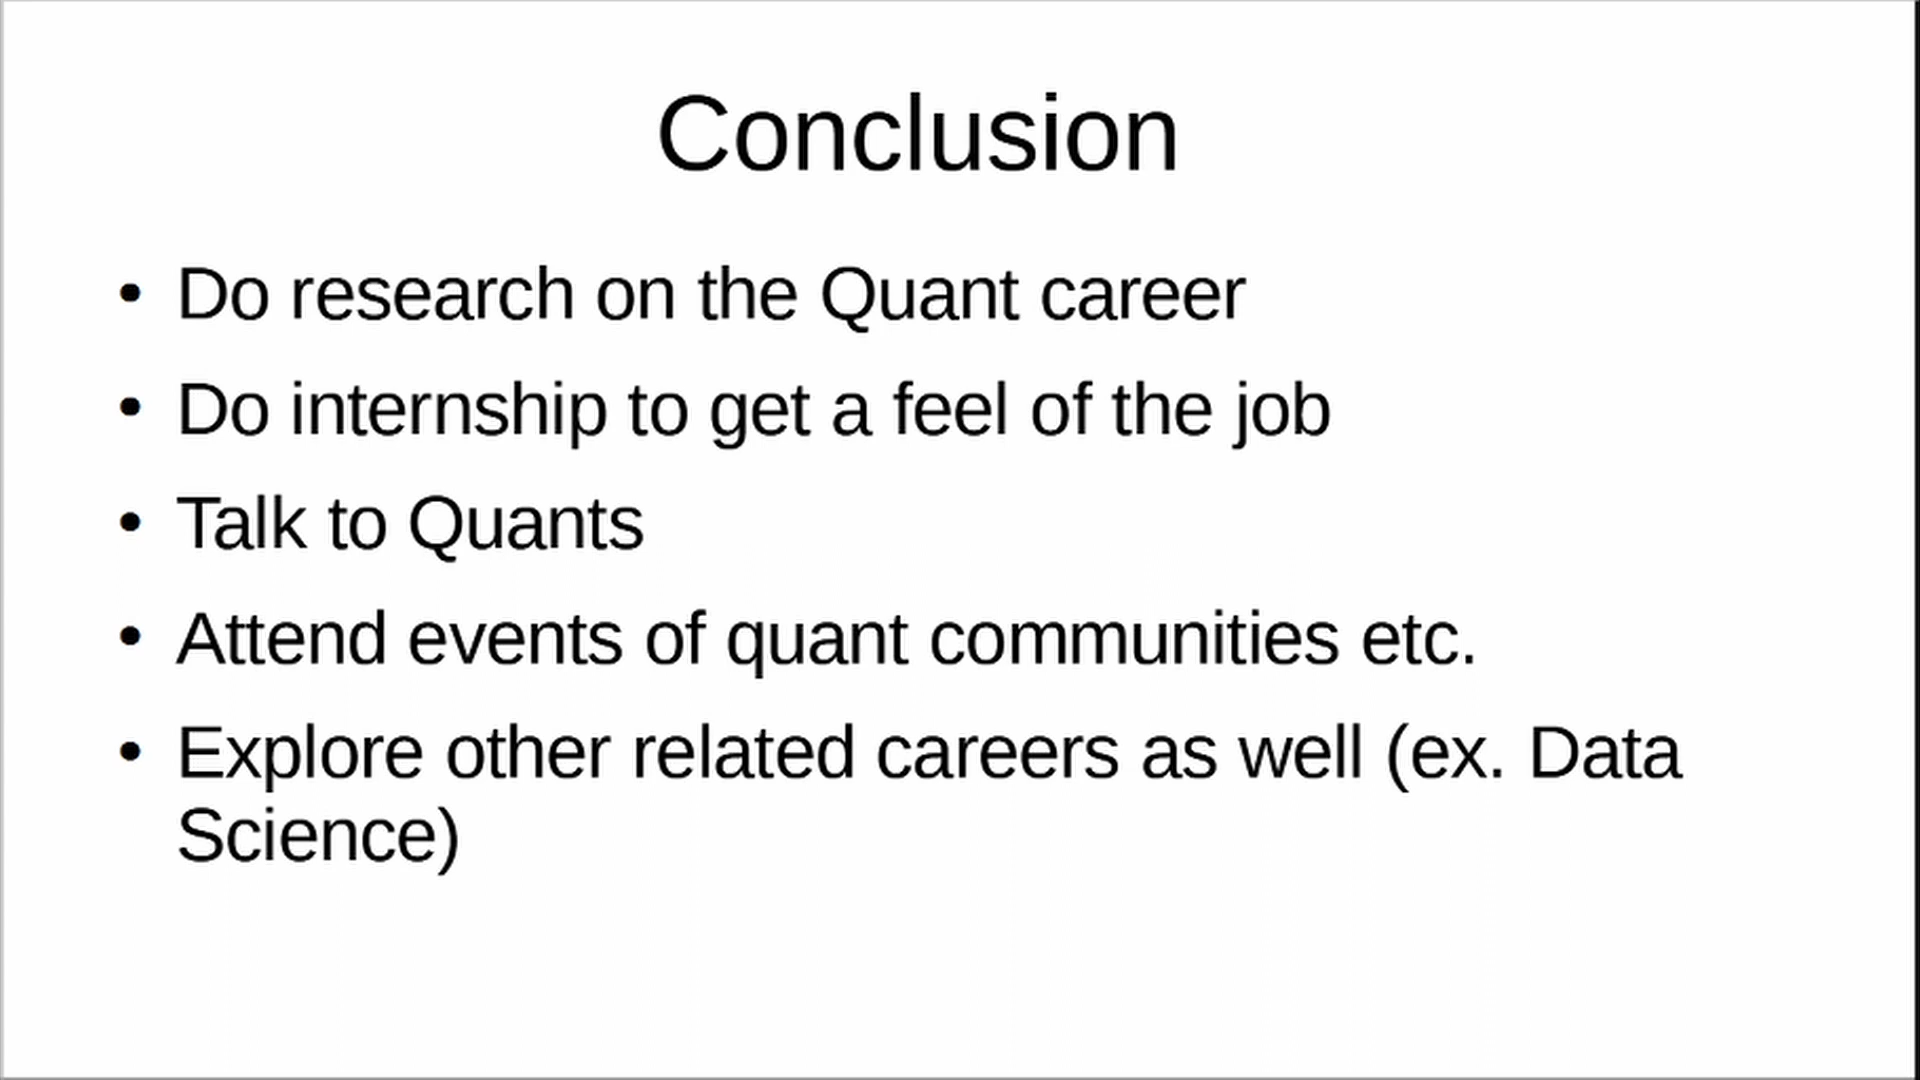 Conclusion
• Do research on the Quant career
• Do internship to get a feel of the job
• Talk to Quants
• Attend events of quant communities etc.
• Explore other related careers as well (ex. Data
Science)